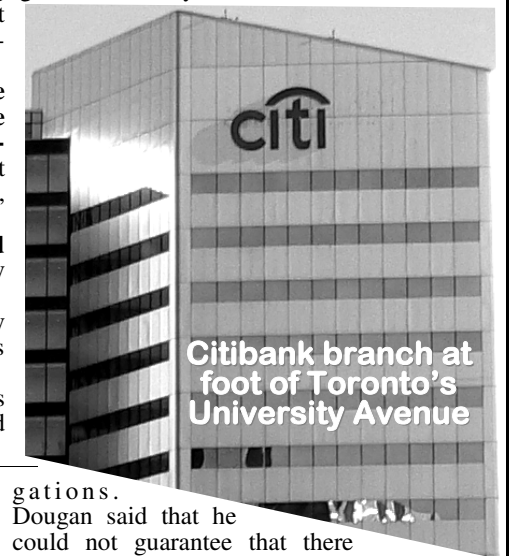 citi
Citibank branch at
foot of Toronto's
University Avenue
gations.
Dougan said that he
could not guarantee that there